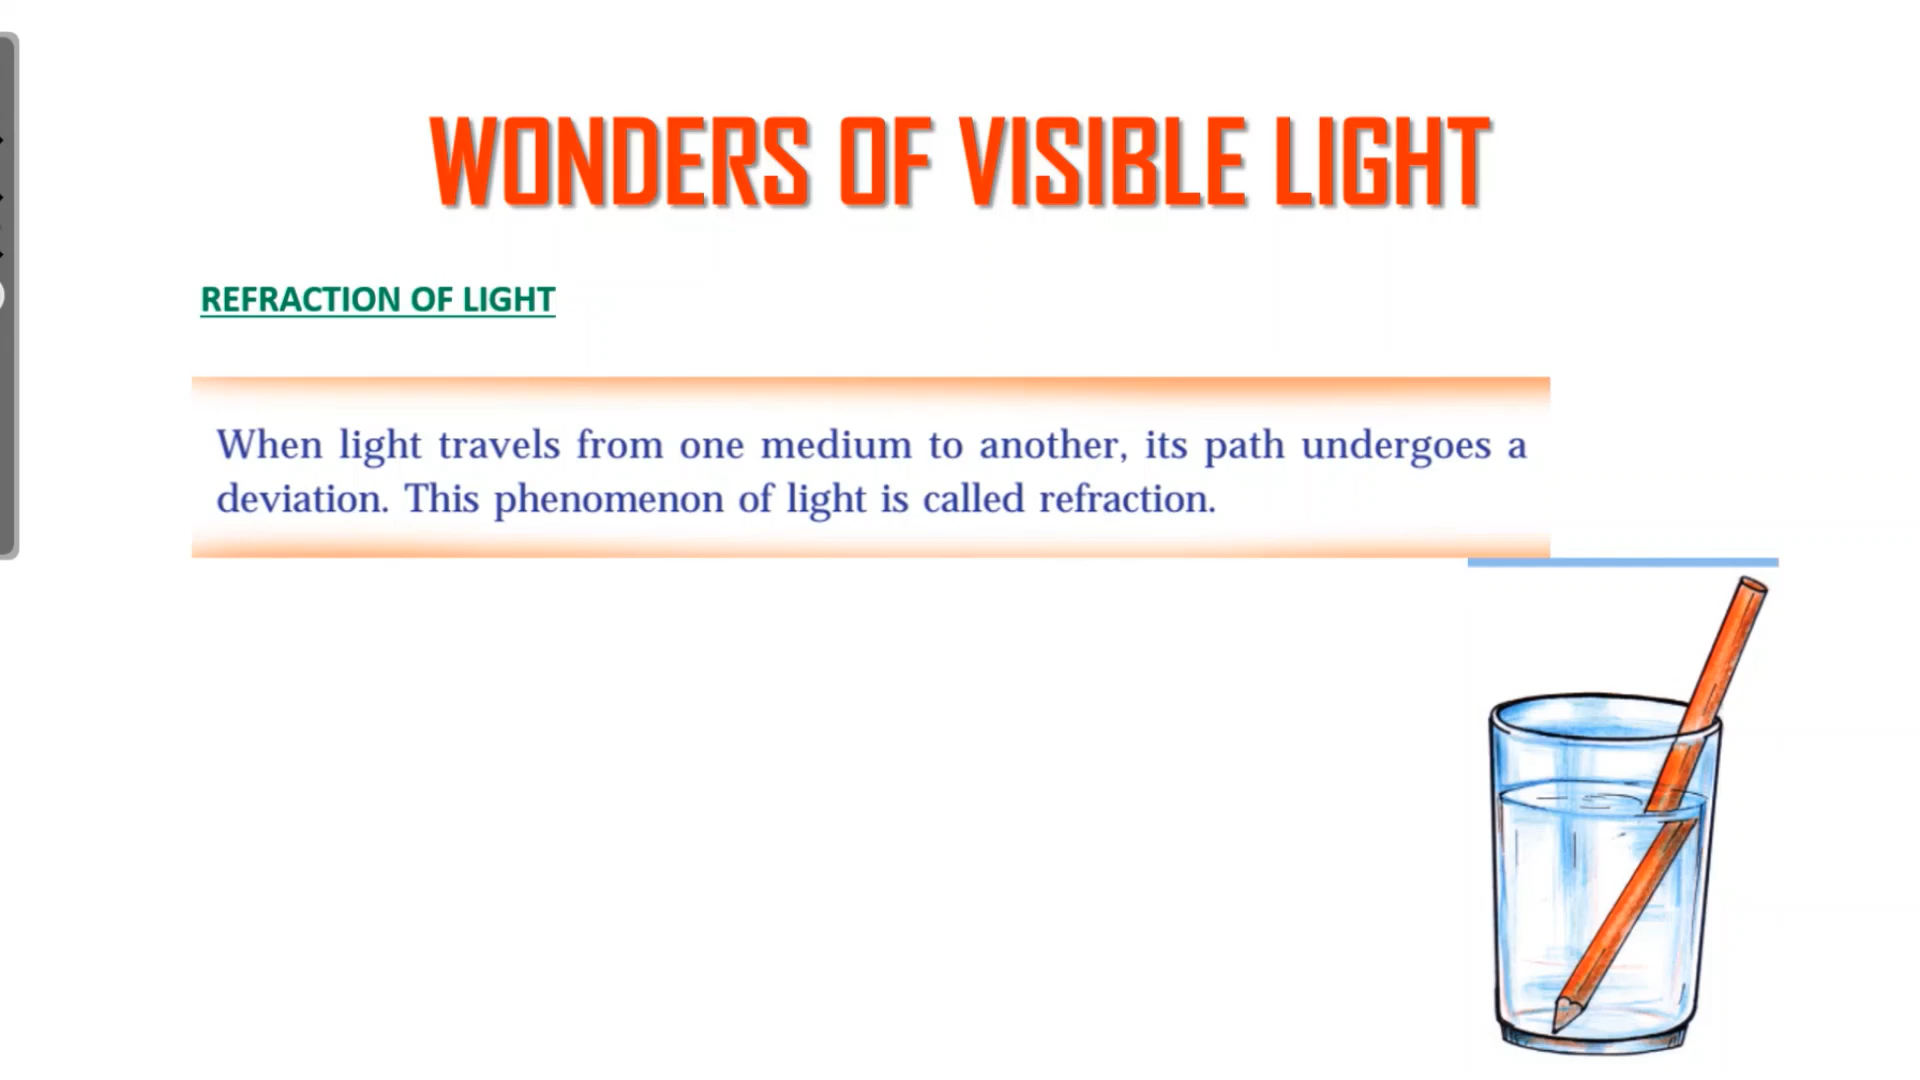 WONDERS OF VISIBLE LIGHT
REFRACTION OF LIGHT
When light travels from one medium to another, its path undergoes a
deviation. This phenomenon of light is called refraction.